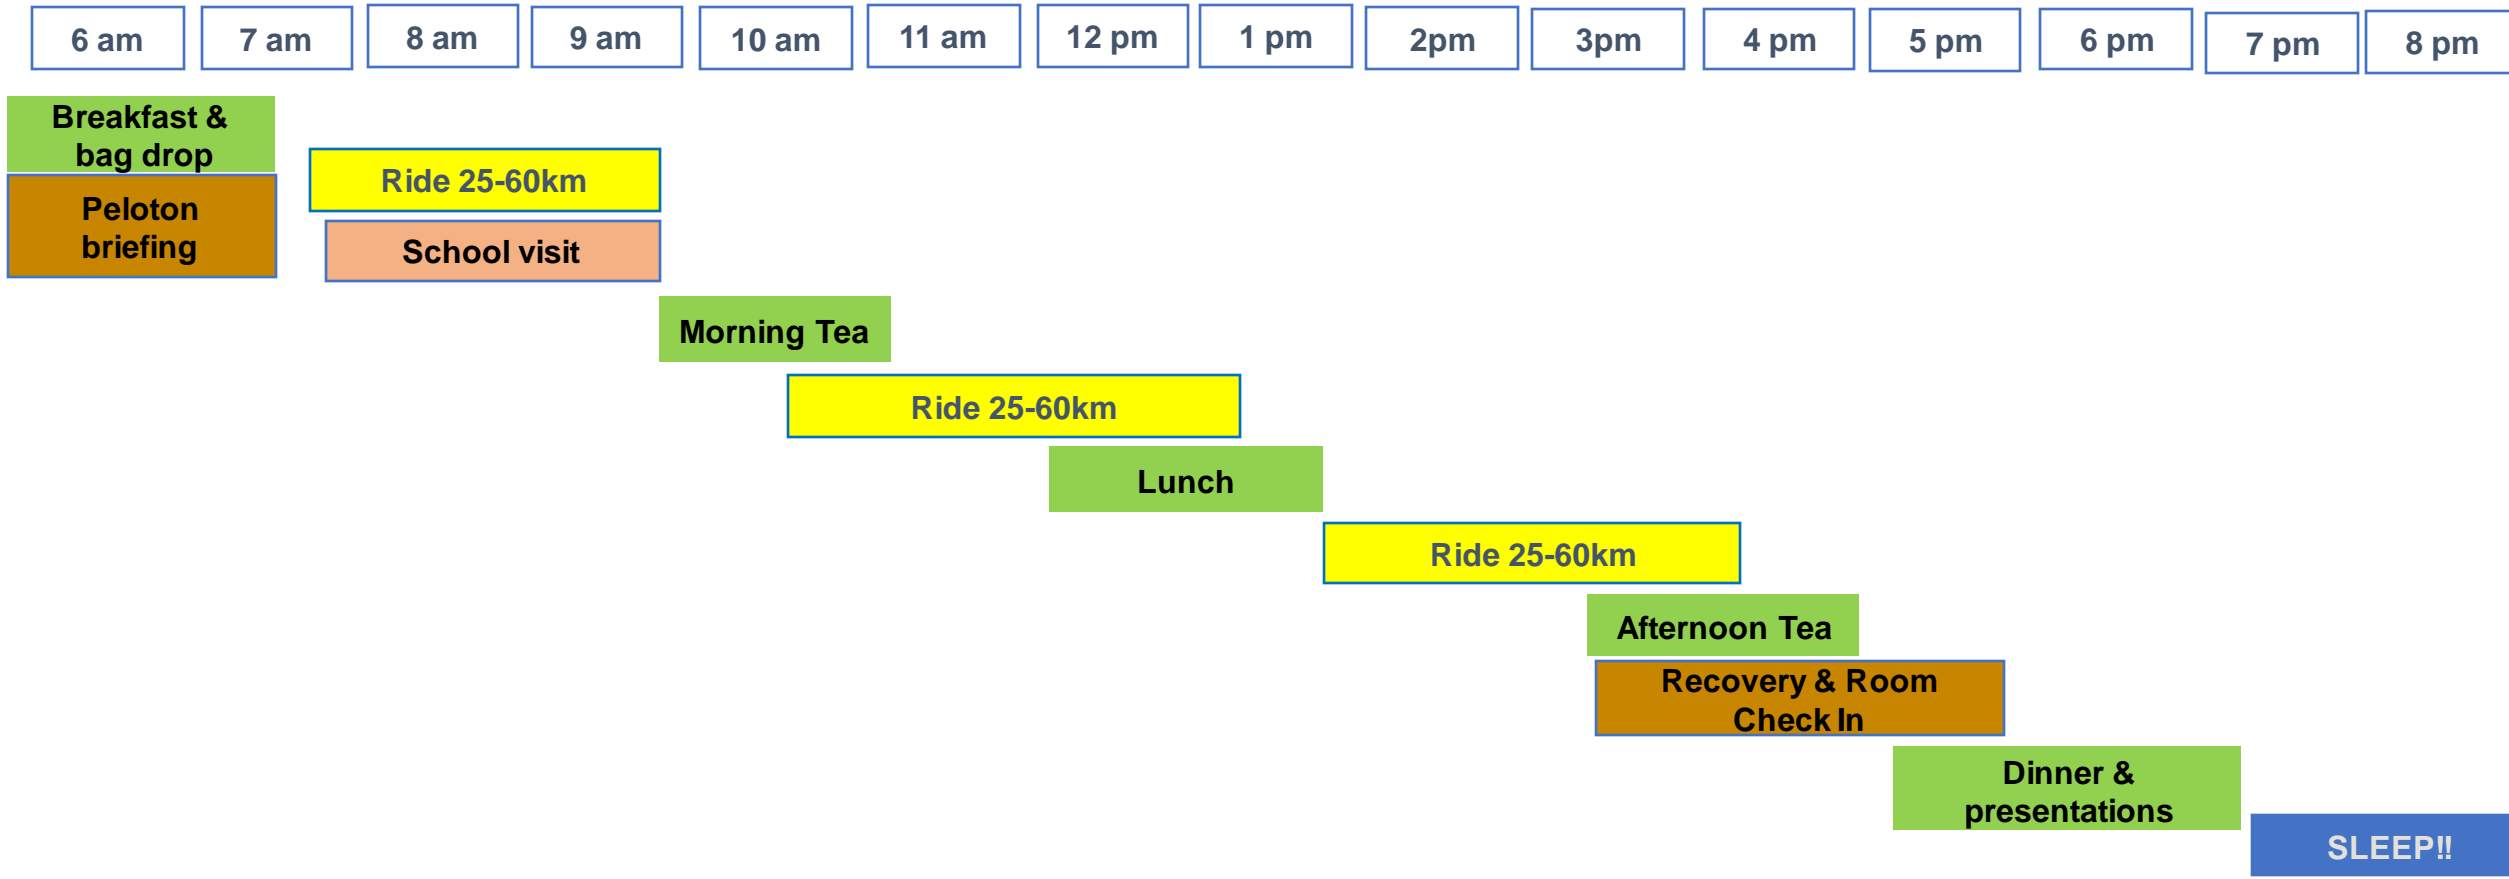 6 am
7 am
8 am
9 am
10 am
11 am
12 pm
1 pm
2pm
3pm
4 pm
5 pm
6 pm
7 pm
8 pm
Breakfast &
bag drop
Peloton
briefing
Ride 25-60km
School visit
Morning Tea
Ride 25-60km
Lunch
Ride 25-60km
Afternoon Tea
Recovery & Room
Check In
Dinner &
presentations
SLEEP!!